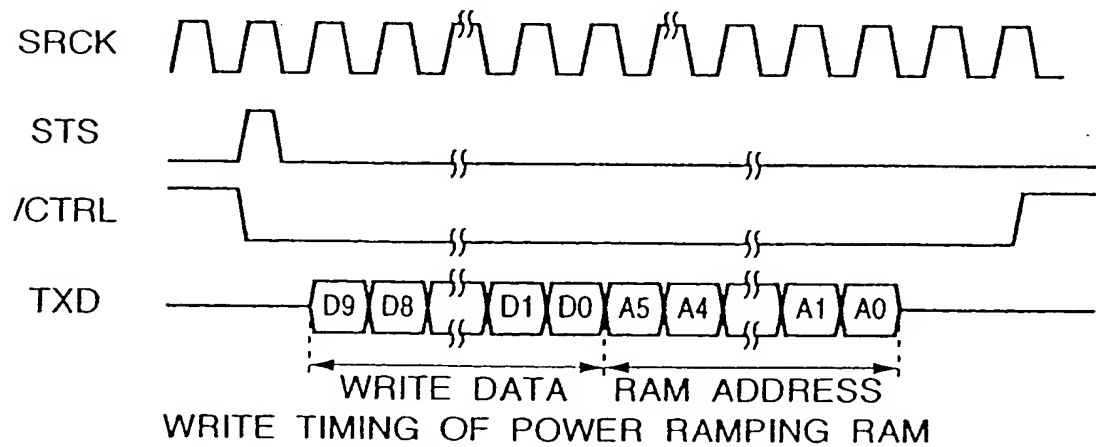 SRCK
STS
/CTRL
TXD D9 D8 D1 D0 A5 A4 A1 A0
WRITE DATA RAM ADDRESS
WRITE TIMING OF POWER RAMPING RAM